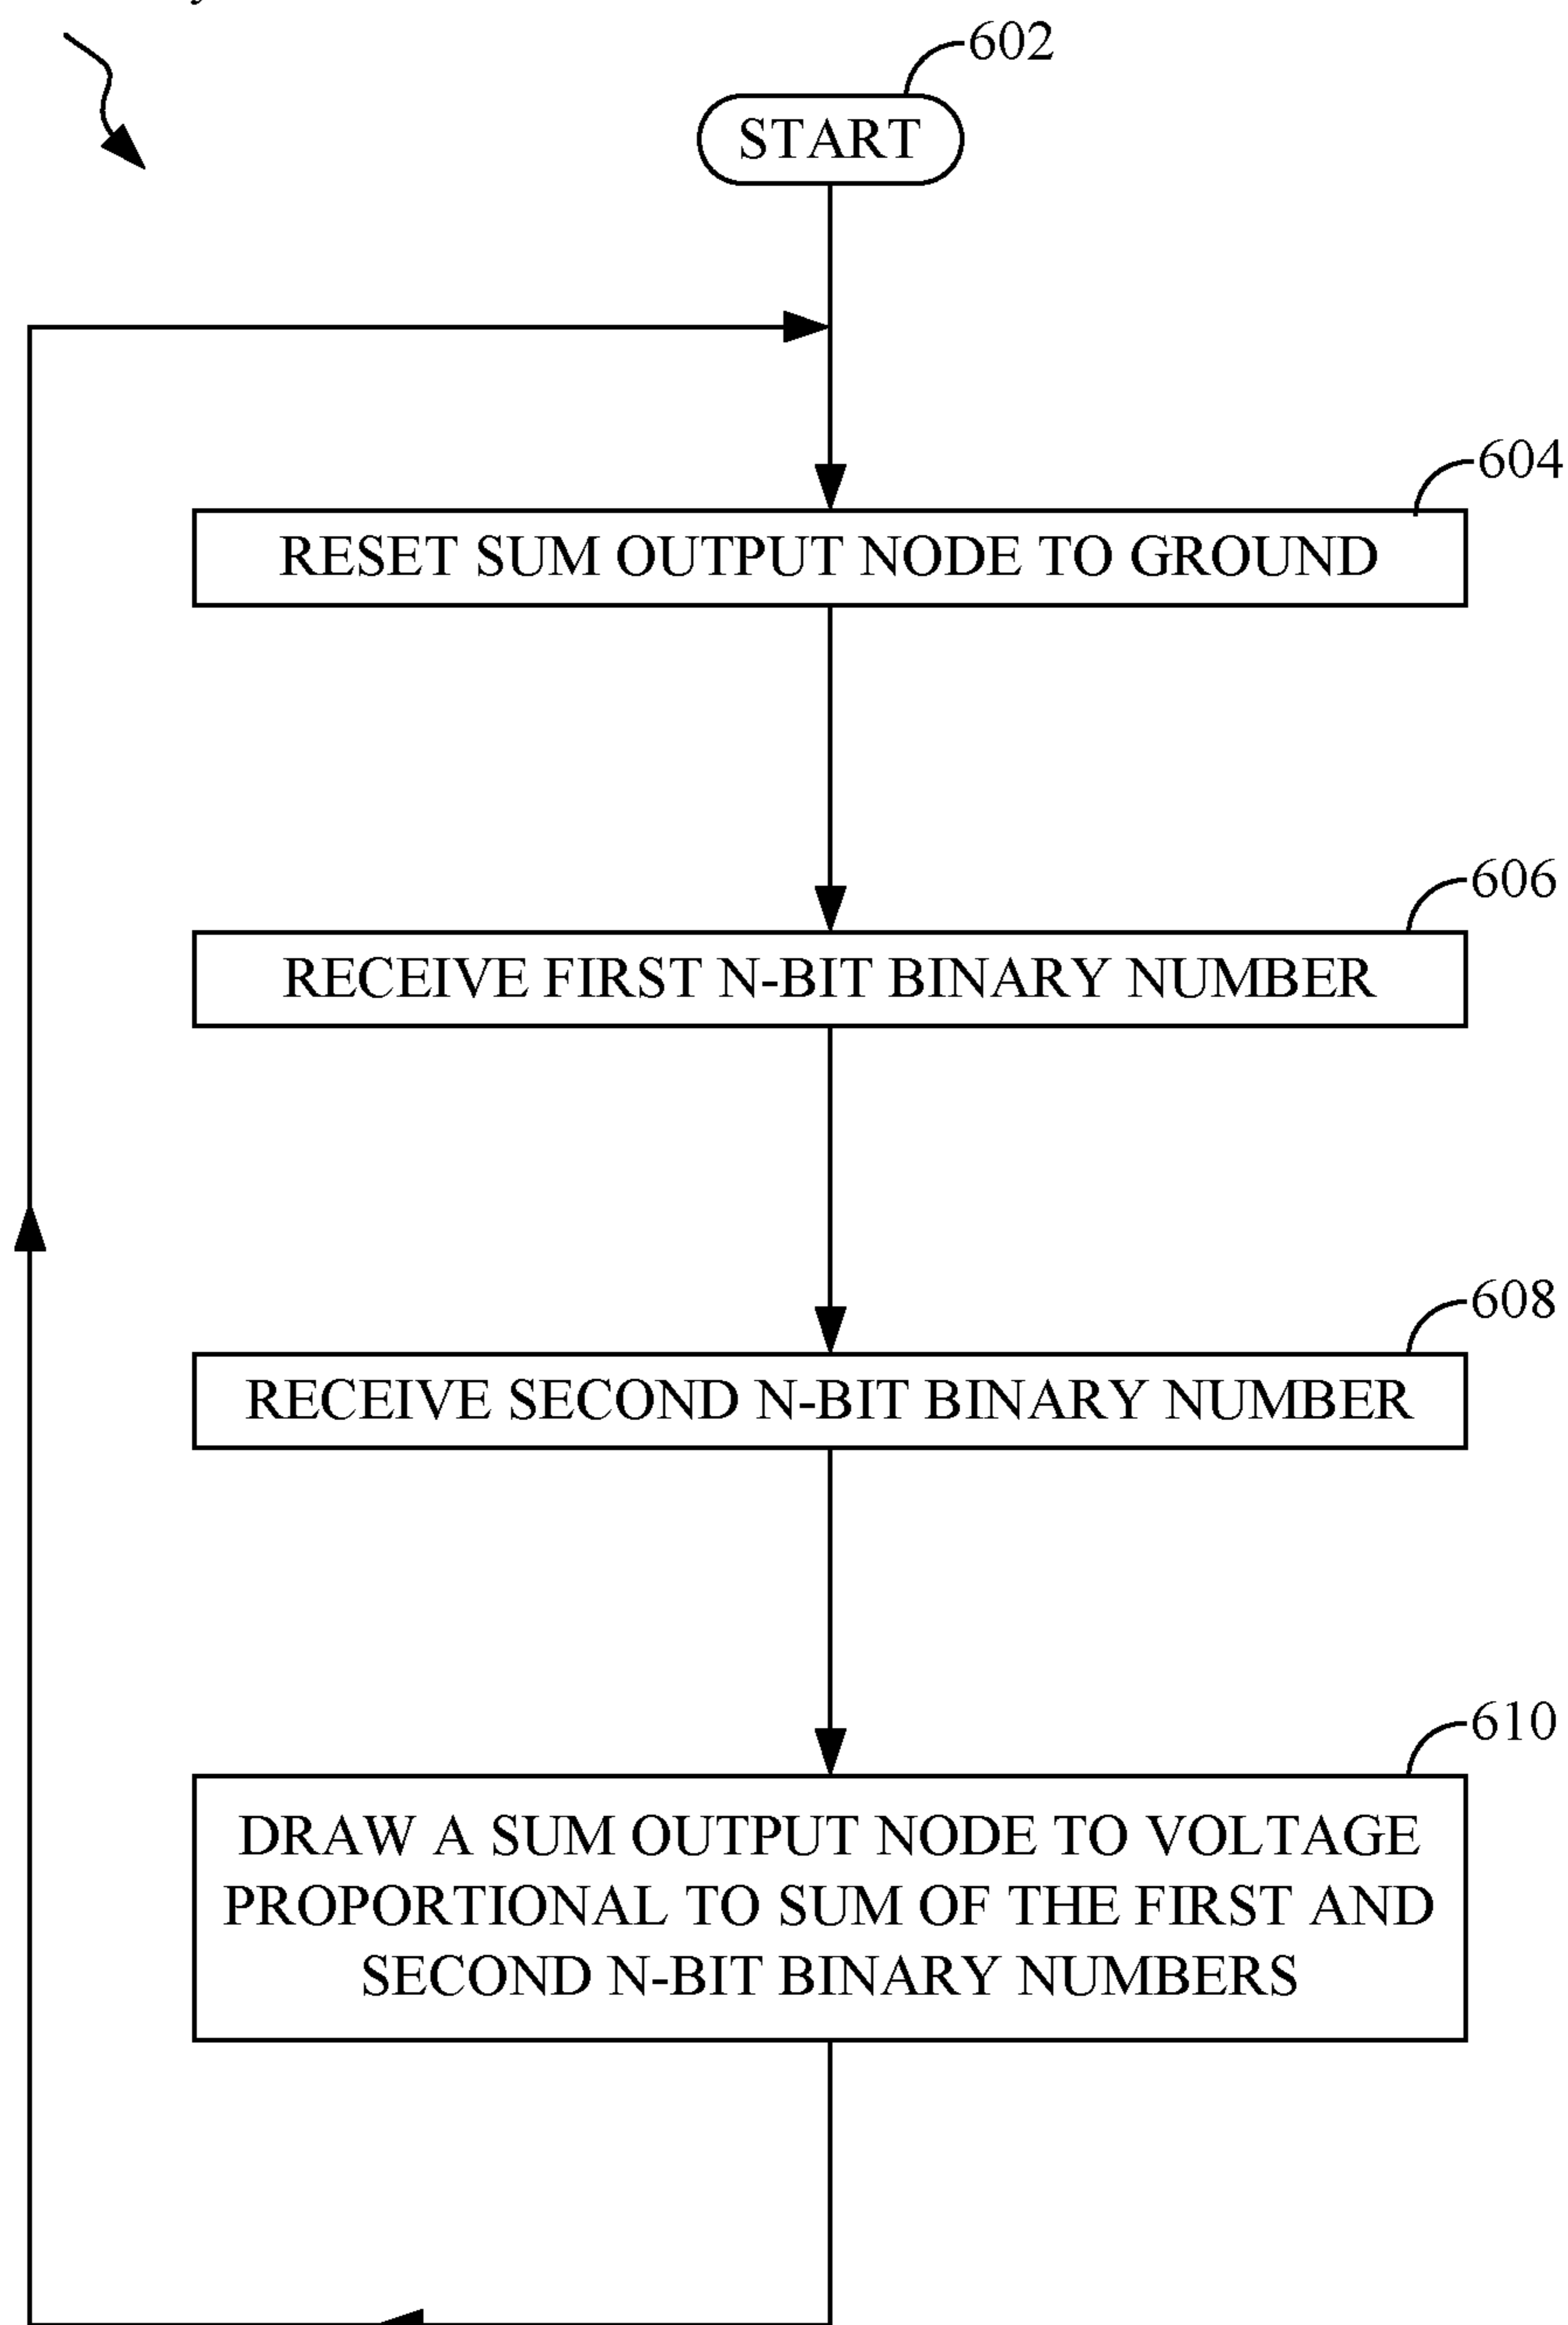 602
START
604
RESET SUM OUTPUT NODE TO GROUND
606
RECEIVE FIRST N-BIT BINARY NUMBER
608
RECEIVE SECOND N-BIT BINARY NUMBER
610
DRAW A SUM OUTPUT NODE TO VOLTAGE
PROPORTIONAL TO SUM OF THE FIRST AND
SECOND N-BIT BINARY NUMBERS